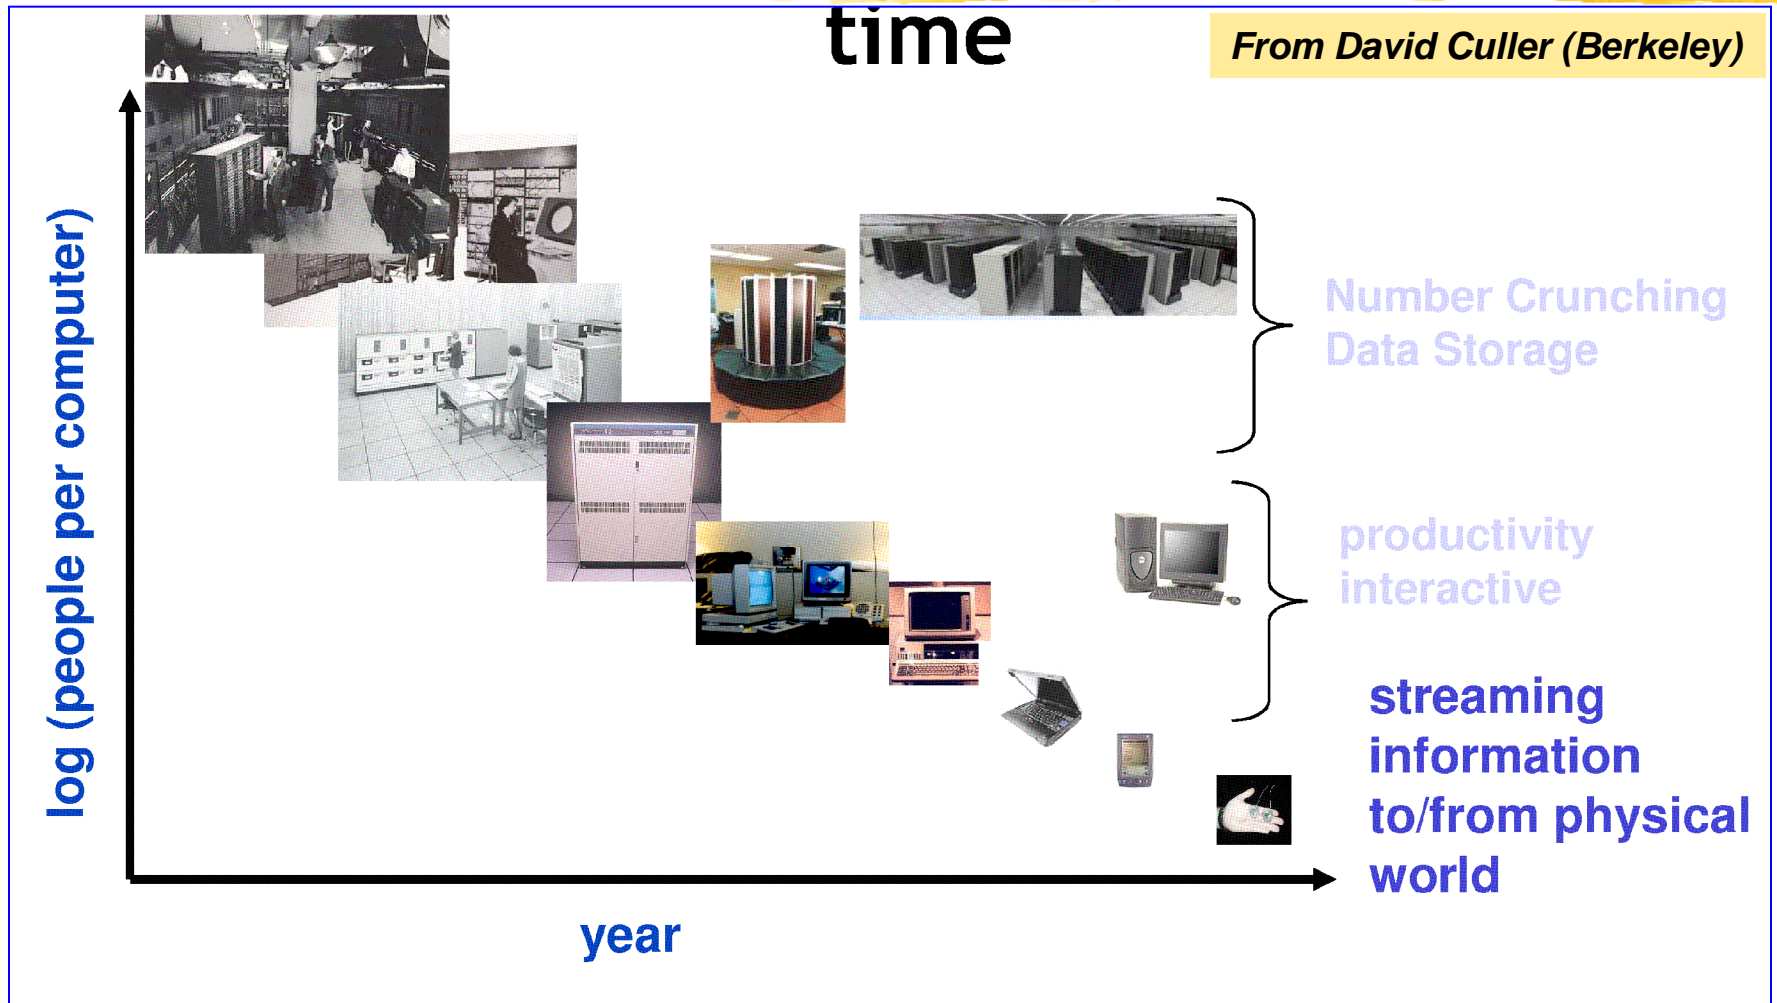 time
From David Culler (Berkeley)
log (people per computer)
Number Crunching
Data Storage
productivity
interactive
streaming
information
to/from physical
world
year